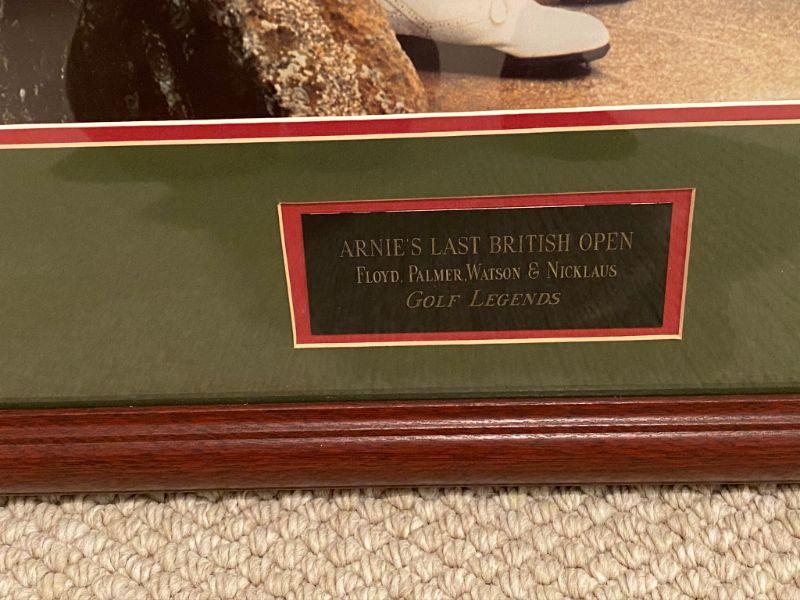 ARNIE'S LAST BRITISH OPEN
FLOYD, PALMER, WATSON & NICKLAUS
GOLF LEGENDS